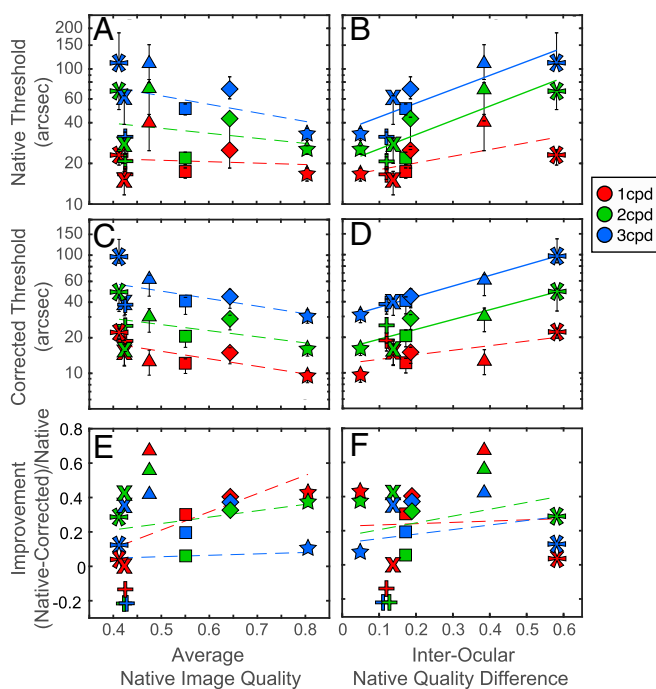 A
B
Native Threshold
(arcsec)
200
150
100
60
40
20
10
1cpd
2cpd
3cpd
C
D
Corrected Threshold
(arcsec)
150
100
60
40
20
10
E
F
Improvement
(Native-Corrected)/Native
0.8
0.6
0.4
0.2
0
-0.2
0.4 0.5 0.6 0.7 0.8
0 0.1 0.2 0.3 0.4 0.5 0.6
Average
Native Image Quality
Inter-Ocular
Native Quality Difference